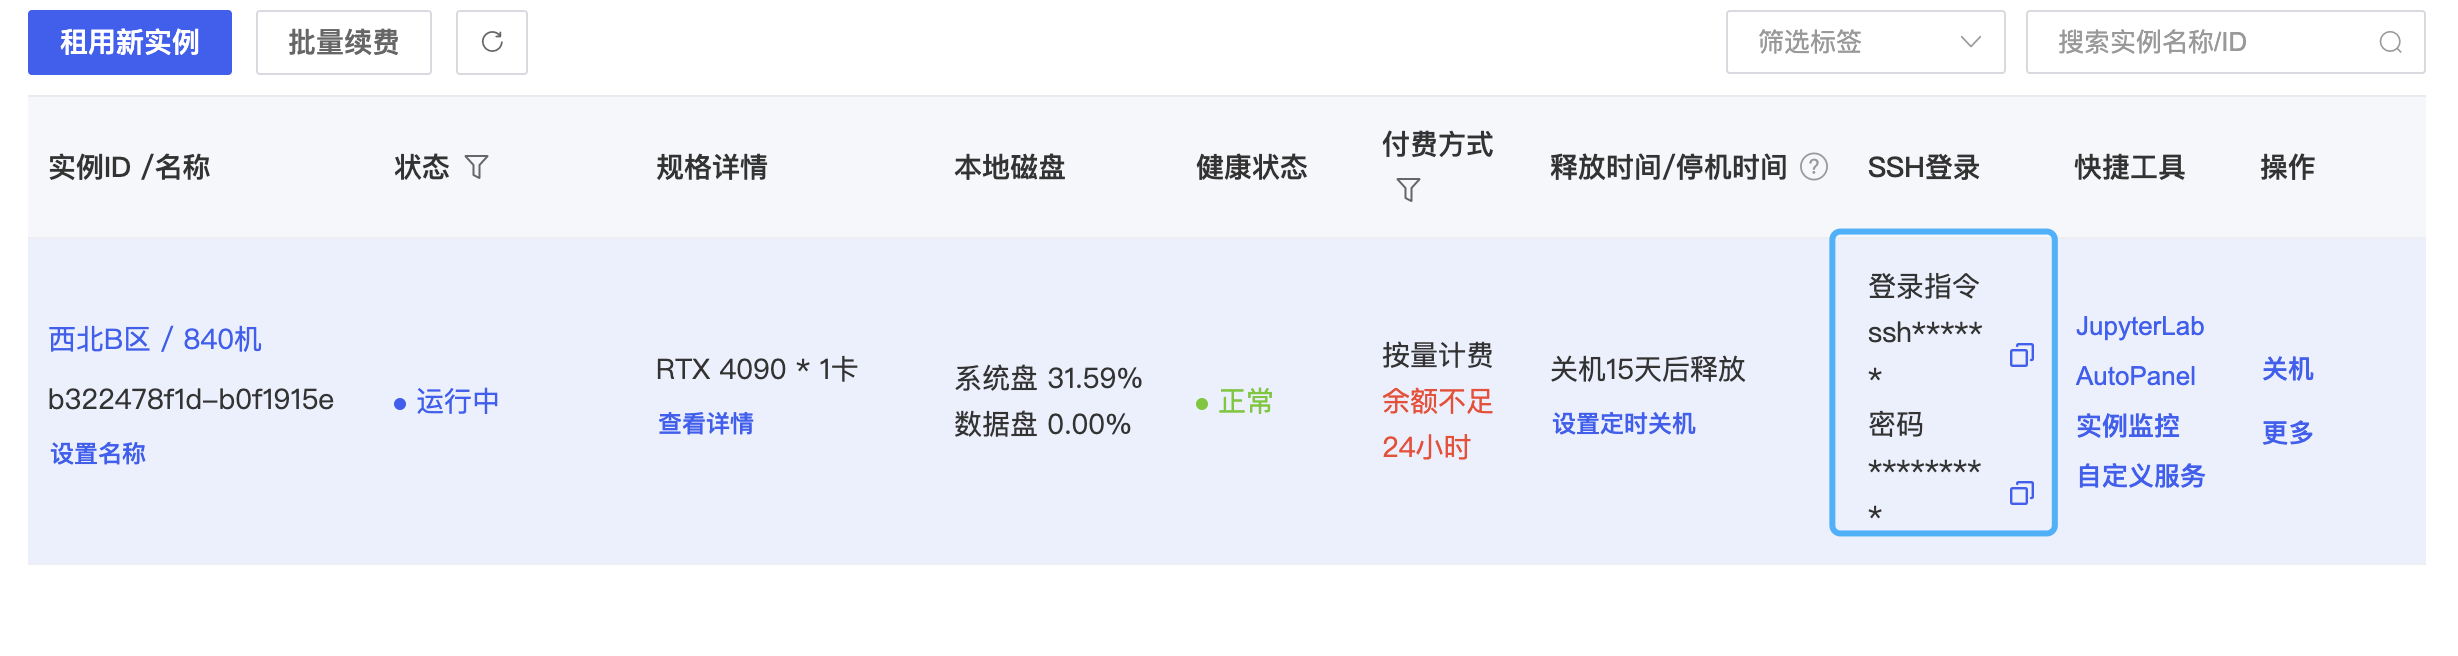 租用新实例
批量续费
筛选标签
搜索实例名称/ID
实例ID /名称
状态
规格详情
本地磁盘
健康状态
付费方式
释放时间/停机时间
SSH登录
快捷工具
操作
西北B区 / 840机
b322478f1d-b0f1915e
设置名称
运行中
RTX 4090 * 1卡
查看详情
系统盘 31.59%
数据盘 0.00%
正常
按量计费
余额不足
24小时
关机15天后释放
设置定时关机
登录指令
ssh*****
*
密码
********
*
JupyterLab
AutoPanel
实例监控
自定义服务
关机
更多